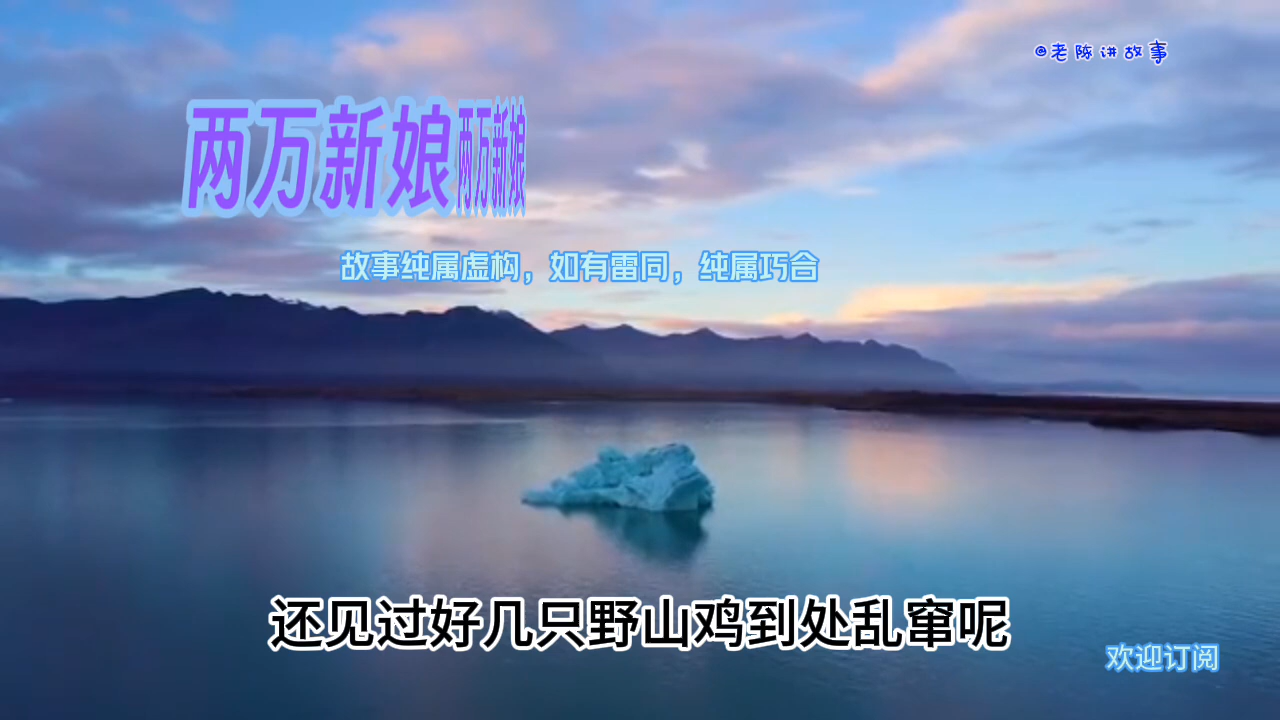 @老陈讲故事
两万新娘两万新娘
故事纯属虚构，如有雷同，纯属巧合
还见过好几只野山鸡到处乱窜呢
欢迎订阅